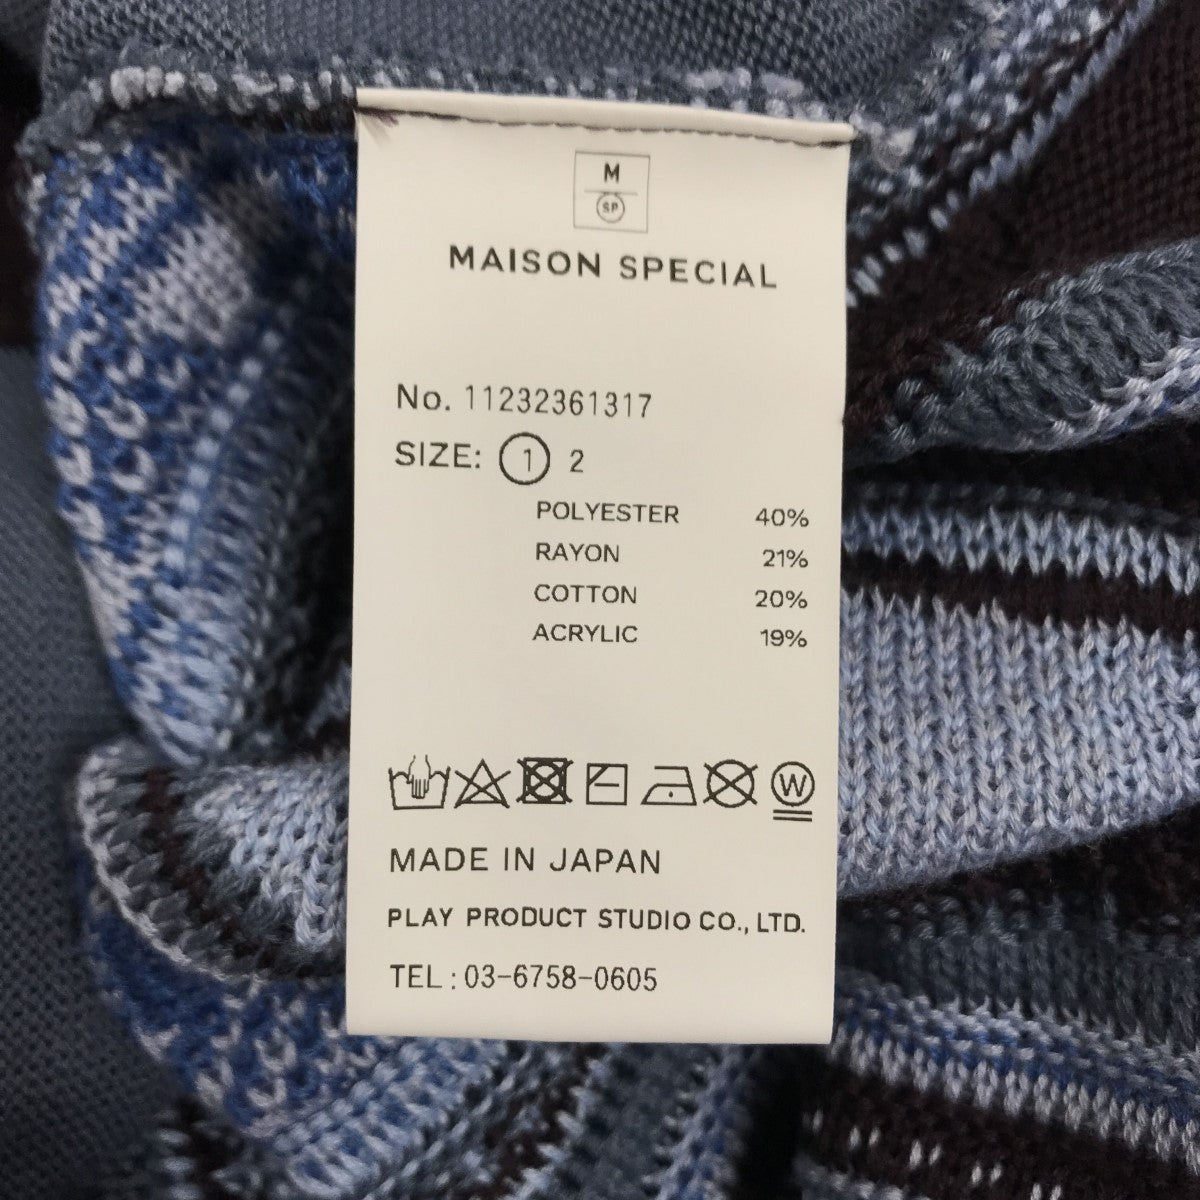 M
SP
MAISON SPECIAL
No. 11232361317
SIZE: 1 2
POLYESTER 40%
RAYON 21%
COTTON 20%
ACRYLIC 19%
W
MADE IN JAPAN
PLAY PRODUCT STUDIO CO., LTD.
TEL : 03-6758-0605